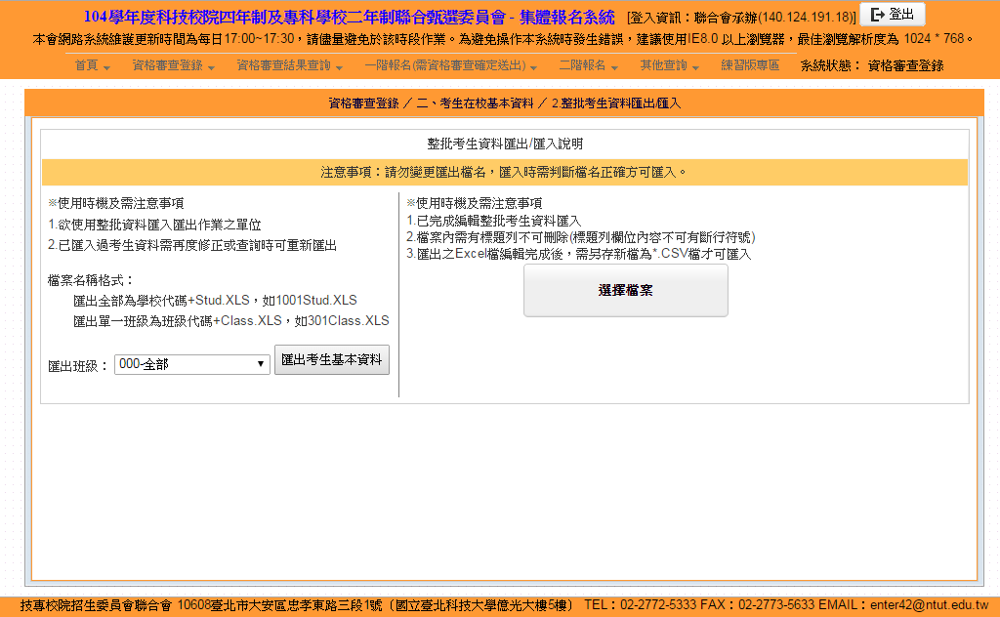 104學年度科技校院四年制及專科學校二年制聯合甄選委員會 - 集體報名系統 [登入資訊：聯合會承辦(140.124.191.18)] 登出
本會網路系統維護更新時間為每日17:00~17:30，請儘量避免於該時段作業。為避免操作本系統時發生錯誤，建議使用IE8.0 以上瀏覽器，最佳瀏覽解析度為 1024 * 768。
首頁 資格審查登錄 資格審查結果查詢 一階報名(需資格審查確定送出) 二階報名 其他查詢 練習版專區 系統狀態： 資格審查登錄
資格審查登錄 ／ 二、考生在校基本資料 ／ 2.整批考生資料匯出/匯入
整批考生資料匯出/匯入說明
注意事項：請勿變更匯出檔名，匯入時需判斷檔名正確方可匯入。
※使用時機及需注意事項
1.欲使用整批資料匯入匯出作業之單位
2.已匯入過考生資料需再度修正或查詢時可重新匯出
檔案名稱格式：
匯出全部為學校代碼+Stud.XLS，如1001Stud.XLS
匯出單一班級為班級代碼+Class.XLS，如301Class.XLS
匯出班級： 000-全部 匯出考生基本資料
※使用時機及需注意事項
1.已完成編輯整批考生資料匯入
2.檔案內需有標題列不可刪除(標題列欄位內容不可有斷行符號)
3.匯出之Excel檔編輯完成後，需另存新檔為*.CSV檔才可匯入
選擇檔案
技專校院招生委員會聯合會 10608臺北市大安區忠孝東路三段1號〔國立臺北科技大學億光大樓5樓〕 TEL：02-2772-5333 FAX：02-2773-5633 EMAIL：enter42@ntut.edu.tw